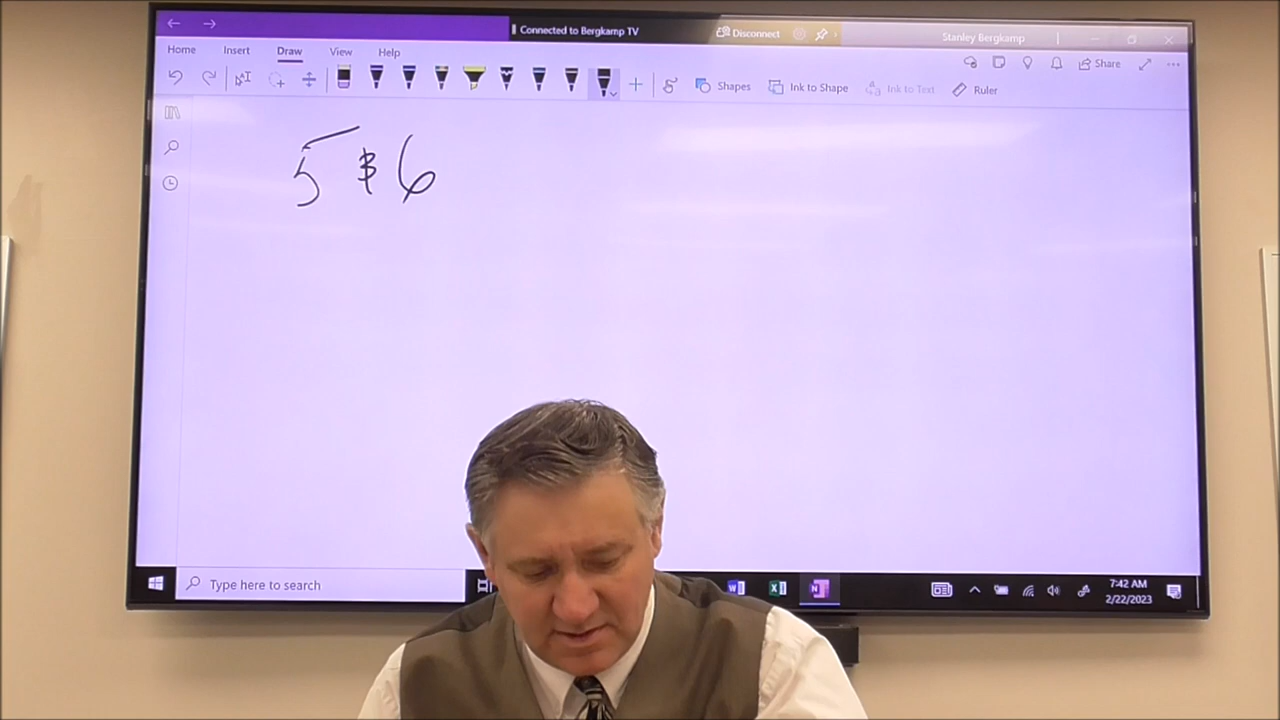 Connected to Bergkamp TV
Disconnect
Stanley Bergkamp
Home Insert Draw View Help
Share
Shapes Ink to Shape Ink to Text Ruler
5 & 6
Type here to search
7:42 AM
2/22/2023